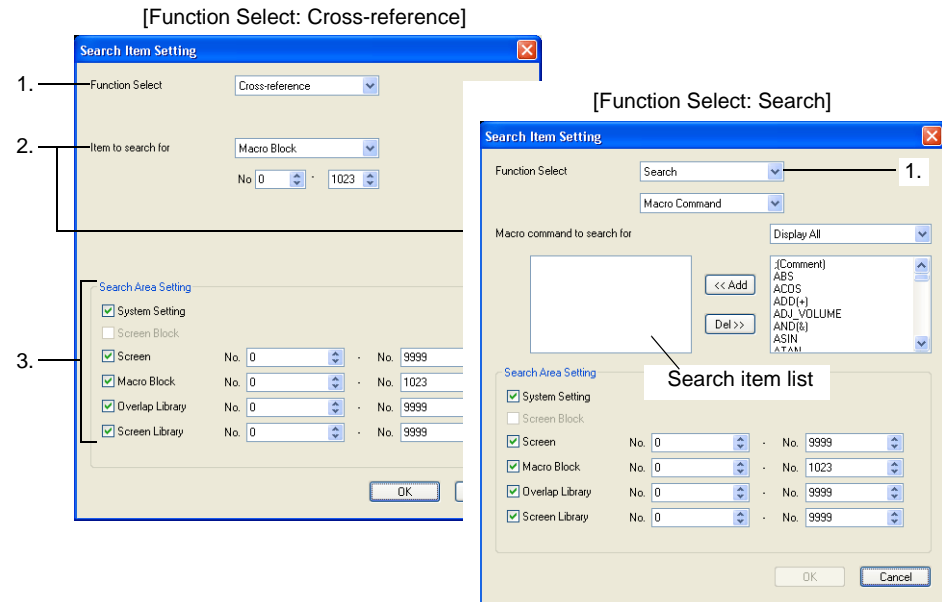 [Function Select: Cross-reference]
Search Item Setting
1.
Function Select
Cross-reference
2.
Item to search for
Macro Block
No 0 - 1023
3.
Search Area Setting
System Setting
Screen Block
Screen No. 0 - No. 9999
Macro Block No. 0 - No. 1023
Overlap Library No. 0 - No. 9999
Screen Library No. 0 - No. 9999
OK
[Function Select: Search]
Search Item Setting
Function Select
Search
1.
Macro Command
Macro command to search for
Display All
<< Add
Del >>
;(Comment)
ABS
ACOS
ADD(+)
ADJ_VOLUME
AND(&)
ASIN
ATAN
Search item list
Search Area Setting
System Setting
Screen Block
Screen No. 0 - No. 9999
Macro Block No. 0 - No. 1023
Overlap Library No. 0 - No. 9999
Screen Library No. 0 - No. 9999
OK
Cancel